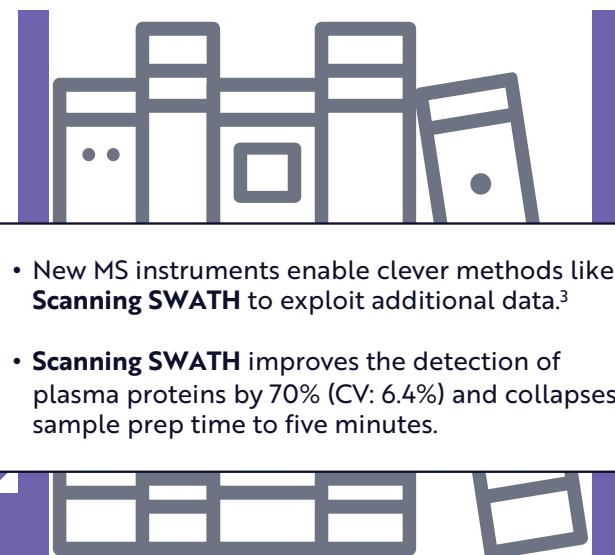 • New MS instruments enable clever methods like
Scanning SWATH to exploit additional data.³
• Scanning SWATH improves the detection of
plasma proteins by 70% (CV: 6.4%) and collapses
sample prep time to five minutes.